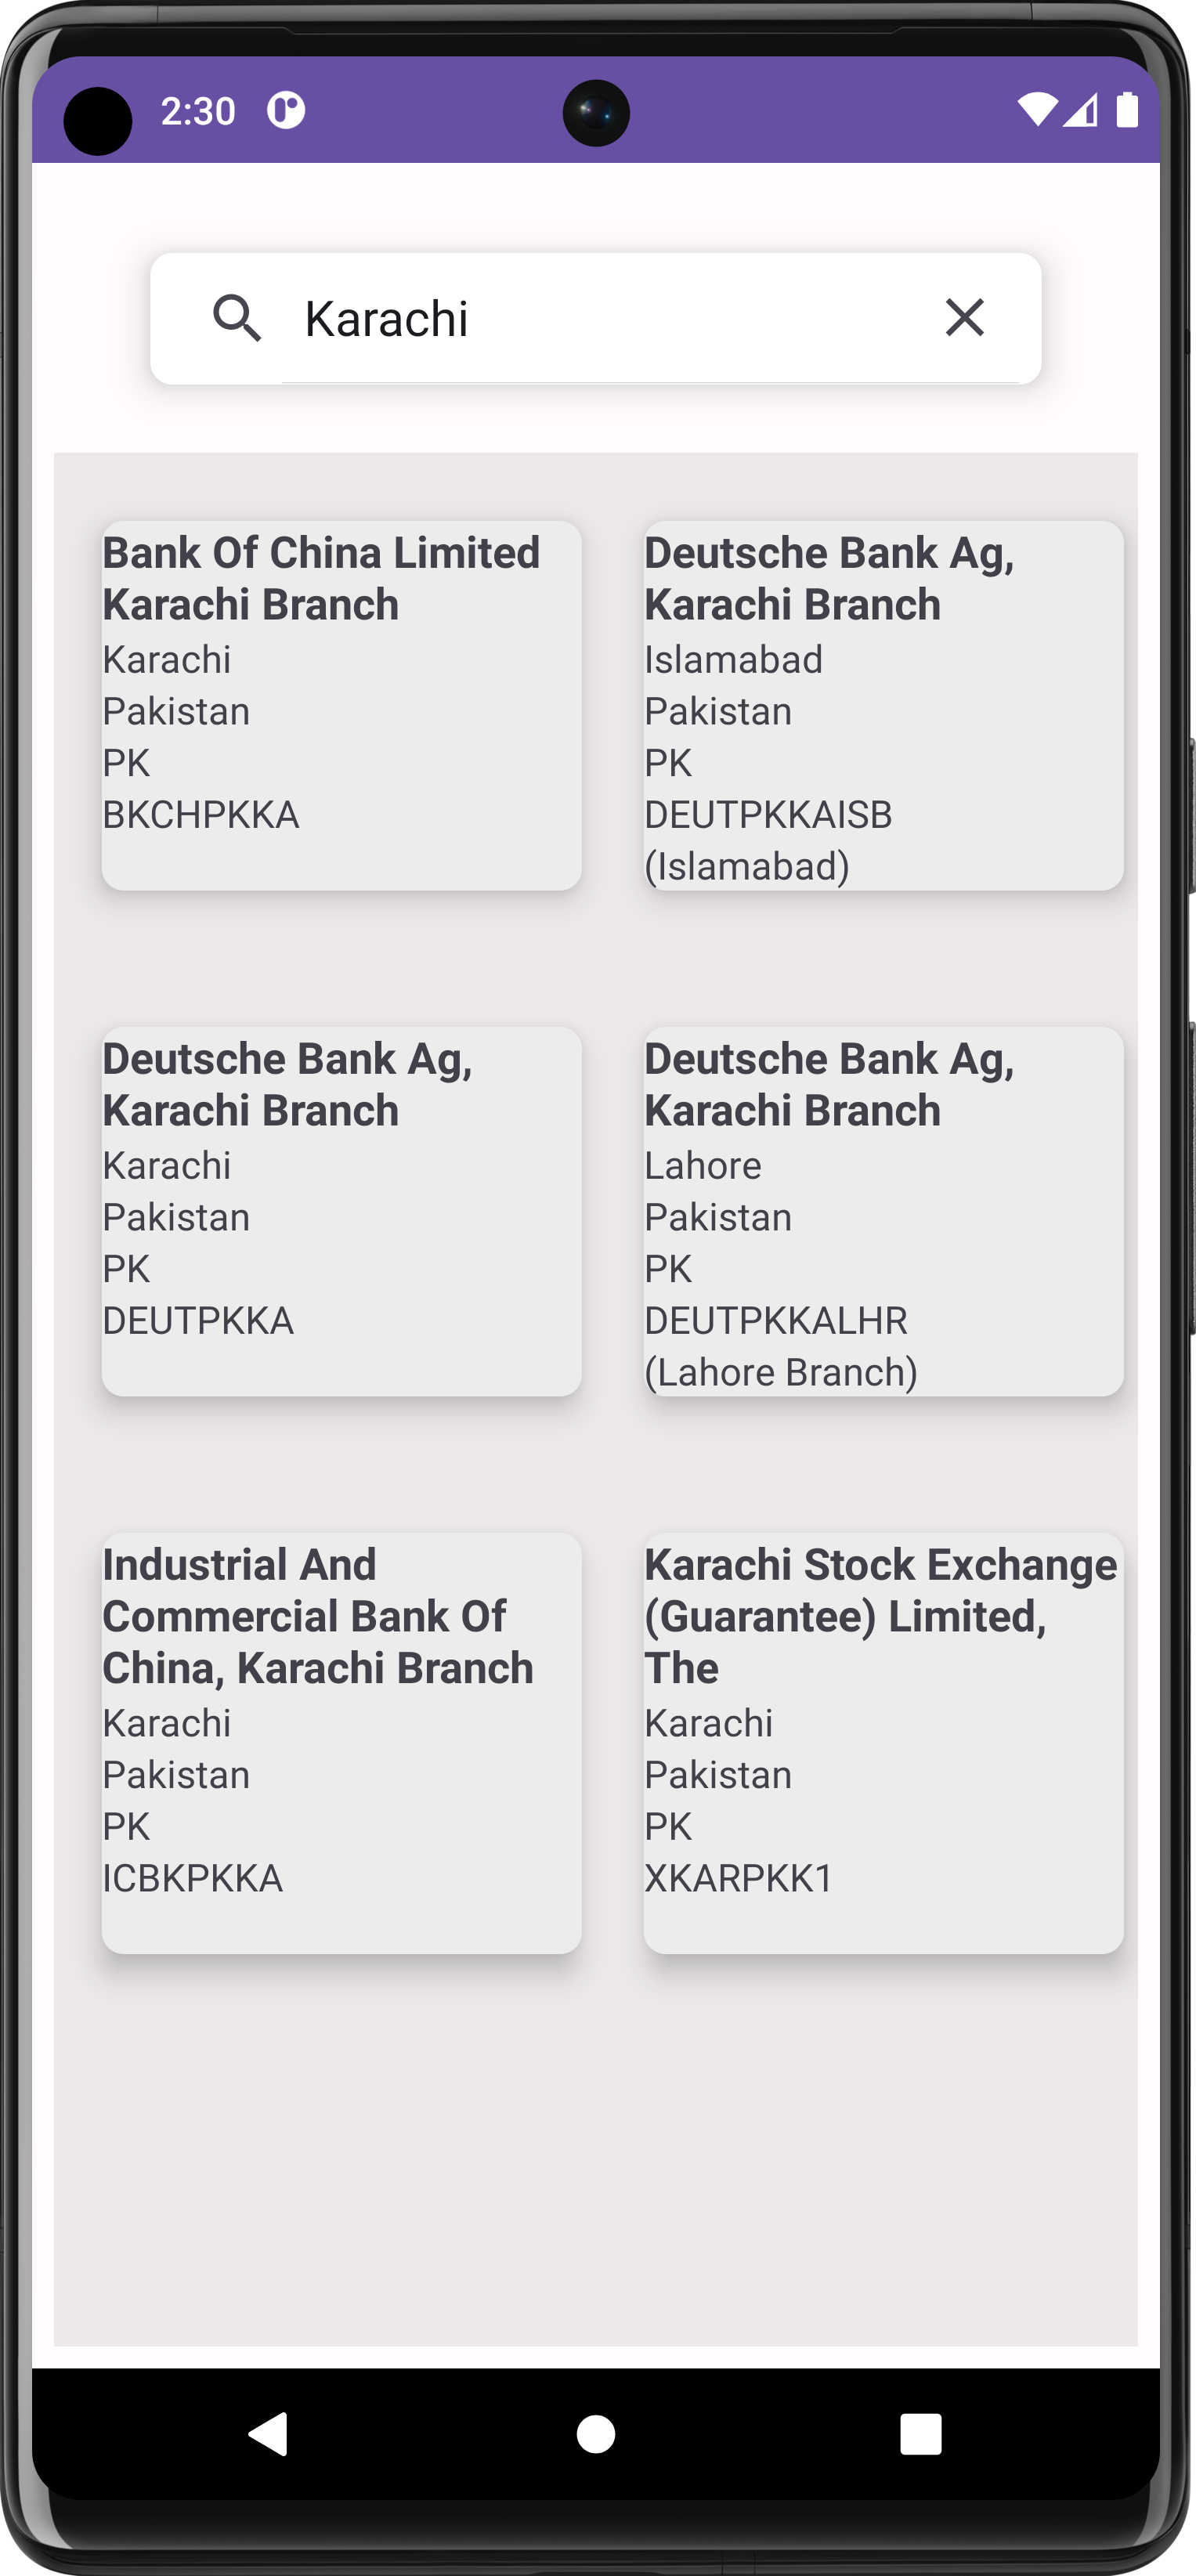 2:30
Karachi
Bank Of China Limited
Karachi Branch
Karachi
Pakistan
PK
BKCHPKKA
Deutsche Bank Ag,
Karachi Branch
Islamabad
Pakistan
PK
DEUTPKKAISB
(Islamabad)
Deutsche Bank Ag,
Karachi Branch
Karachi
Pakistan
PK
DEUTPKKA
Deutsche Bank Ag,
Karachi Branch
Lahore
Pakistan
PK
DEUTPKKALHR
(Lahore Branch)
Industrial And
Commercial Bank Of
China, Karachi Branch
Karachi
Pakistan
PK
ICBKPKKA
Karachi Stock Exchange
(Guarantee) Limited,
The
Karachi
Pakistan
PK
XKARPKK1